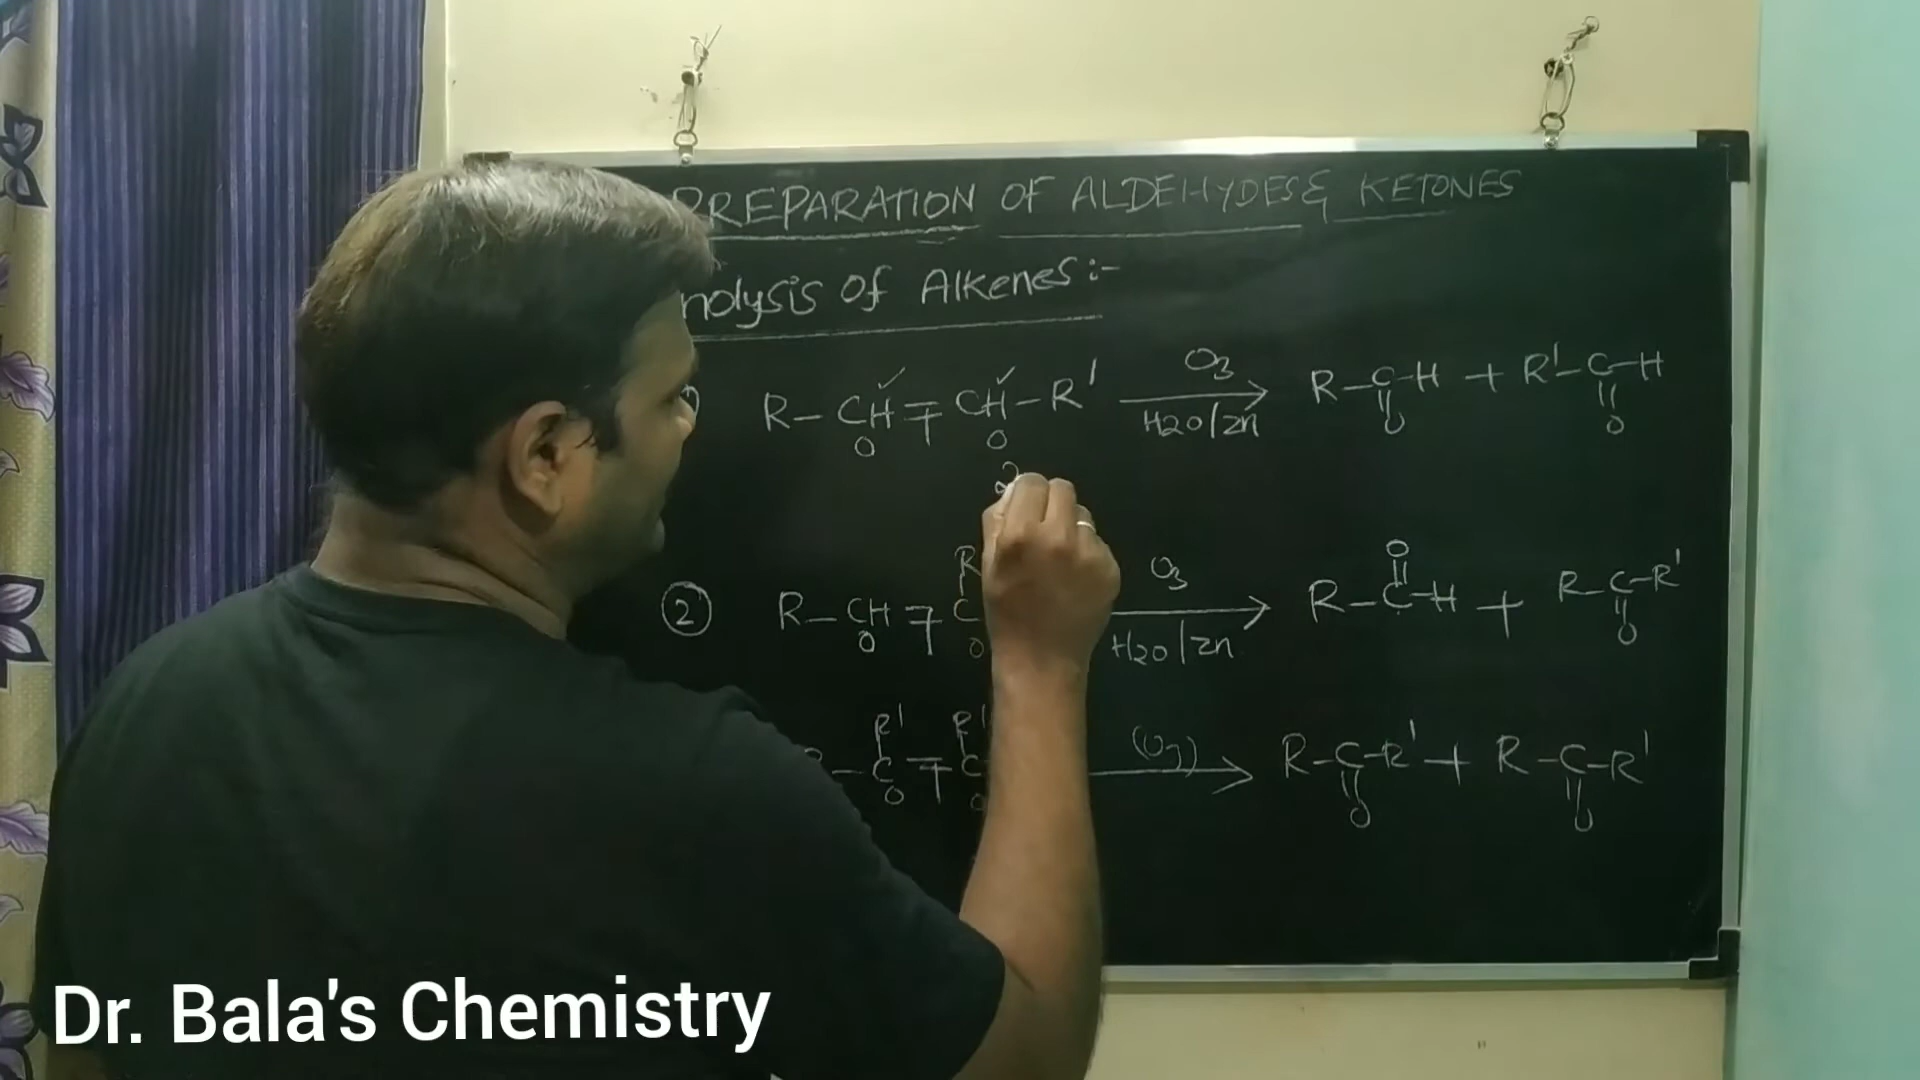 PREPARATION OF ALDEHYDES & KETONES
nolysis of Alkenes :-
R-CH=CH-R' O3 H2O/Zn R-C-H + R'-C-H
O O O O
2
R O
② R-CH=C O3 H2O/Zn R-C-H + R-C-R'
O O O
R' R'
C=C (O3) R-C-R' + R-C-R'
O O O O
Dr. Bala's Chemistry